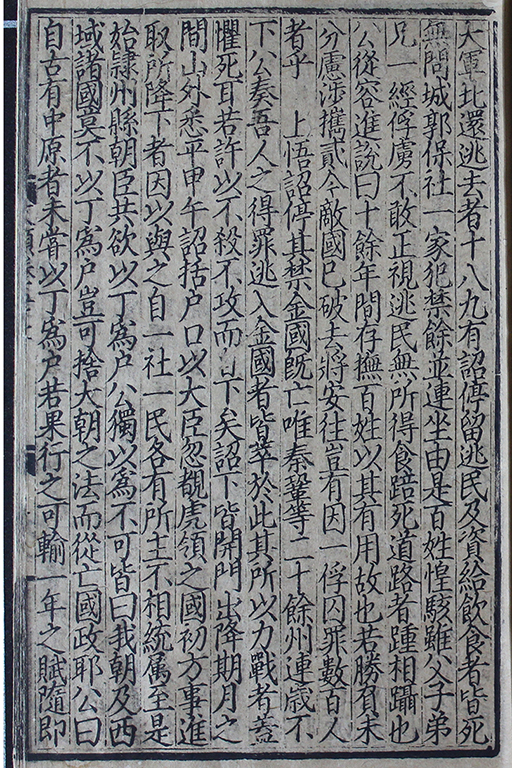 大軍北還逃去者十八九有詔停留逃民及資給飲食者皆死
無問城郭保社一家犯禁餘並連坐由是百姓惶駭雖父子弟
兄一經俘虜不敢正視逃民無所得食踣死道路者踵相躡也
公從容進說曰十餘年間存撫百姓以其有用故也若勝負未
分慮涉攜貳今敵國已破去將安往豈有因一俘囚罪數百人
者乎　上悟詔停其禁金國旣亡唯秦鞏等二十餘州連歲不
下公奏吾人之得罪逃入金國者皆萃於此其所以力戰者蓋
懼死耳若許以不殺不攻而自下矣詔下皆開門出降期月之
間山外悉平甲午詔括户口以大臣忽覩虎領之國初方事進
取所降下者因以與之自一社一民各有所主不相統属至是
始隷州縣朝臣共欲以丁爲户公獨以爲不可皆曰我朝及西
域諸國莫不以丁爲户豈可捨大朝之法而從亡國政耶公曰
自古有中原者未嘗以丁爲户若果行之可輸一年之賦隨即